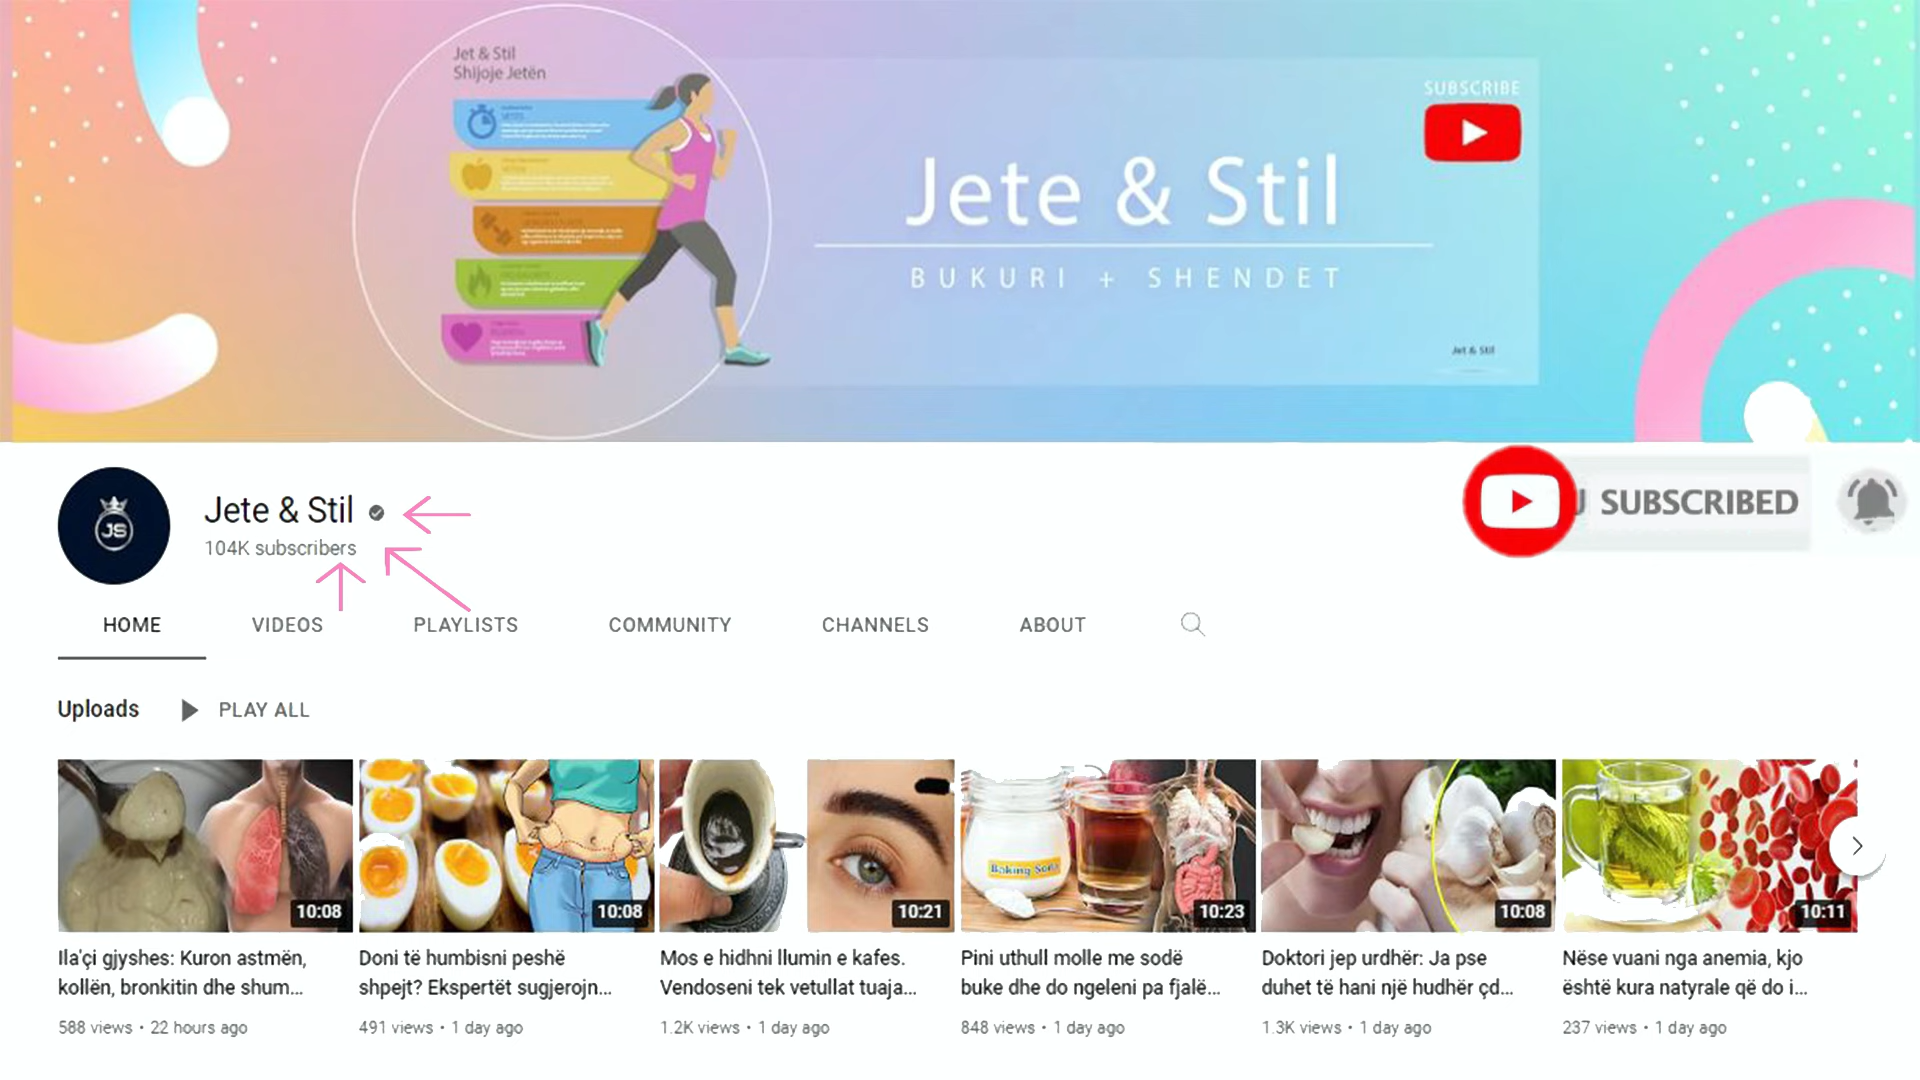 Jet & Stil
Shijoje Jetën
SUBSCRIBE
Jete & Stil
BUKURI + SHENDET
Jet & Stil
JS
Jete & Stil
104K subscribers
SUBSCRIBED
HOME VIDEOS PLAYLISTS COMMUNITY CHANNELS ABOUT
Uploads PLAY ALL
Baking Soda
10:08 10:08 10:21 10:23 10:08 10:11
Ila'çi gjyshes: Kuron astmën,
kollën, bronkitin dhe shum...
588 views • 22 hours ago
Doni të humbisni peshë
shpejt? Ekspertët sugjerojn...
491 views • 1 day ago
Mos e hidhni llumin e kafes.
Vendoseni tek vetullat tuaja...
1.2K views • 1 day ago
Pini uthull molle me sodë
buke dhe do ngeleni pa fjalë...
848 views • 1 day ago
Doktori jep urdhër: Ja pse
duhet të hani një hudhër çd...
1.3K views • 1 day ago
Nëse vuani nga anemia, kjo
është kura natyrale që do i...
237 views • 1 day ago